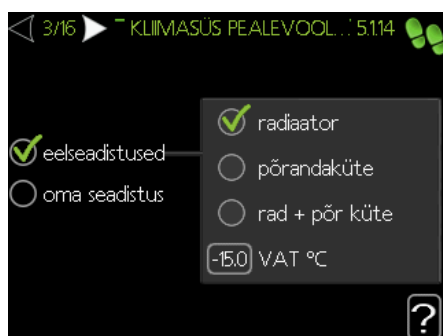 3/16 KLIIMASÜS PEALEVOOL... 5.1.14
eelseadistused
oma seadistus
radiaator
põrandaküte
rad + põr küte
-15.0 VAT °C
?